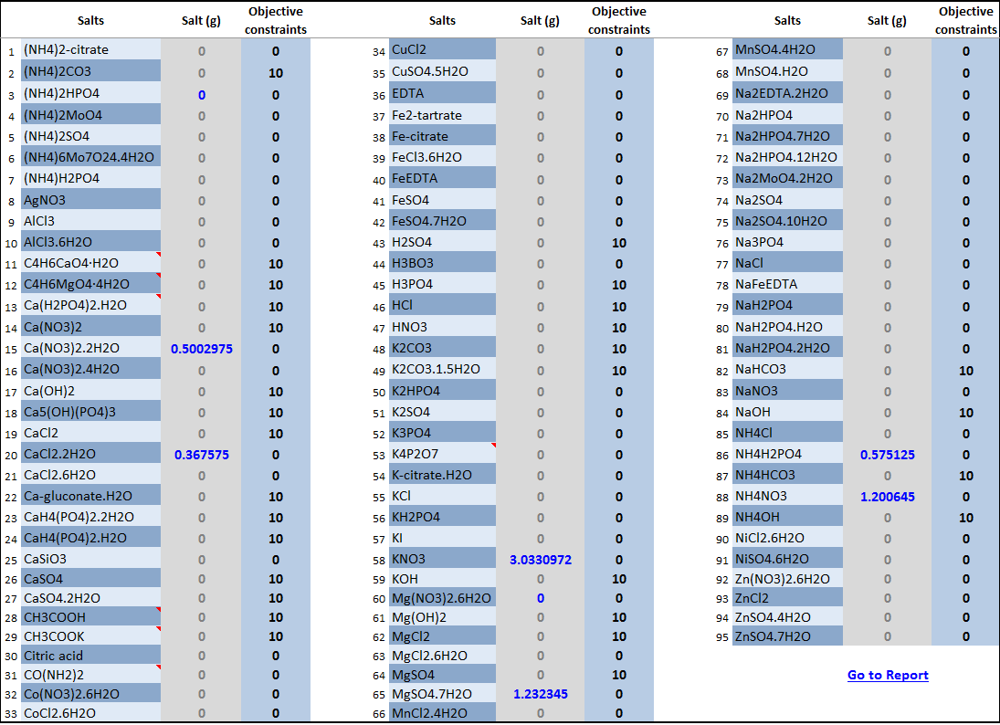 Salts Salt (g) Objective constraints Salts Salt (g) Objective constraints Salts Salt (g) Objective constraints
1 (NH4)2-citrate 0 0 34 CuCl2 0 0 67 MnSO4.4H2O 0 0
2 (NH4)2CO3 0 10 35 CuSO4.5H2O 0 0 68 MnSO4.H2O 0 0
3 (NH4)2HPO4 0 0 36 EDTA 0 0 69 Na2EDTA.2H2O 0 0
4 (NH4)2MoO4 0 0 37 Fe2-tartrate 0 0 70 Na2HPO4 0 0
5 (NH4)2SO4 0 0 38 Fe-citrate 0 0 71 Na2HPO4.7H2O 0 0
6 (NH4)6Mo7O24.4H2O 0 0 39 FeCl3.6H2O 0 0 72 Na2HPO4.12H2O 0 0
7 (NH4)H2PO4 0 0 40 FeEDTA 0 0 73 Na2MoO4.2H2O 0 0
8 AgNO3 0 0 41 FeSO4 0 0 74 Na2SO4 0 0
9 AlCl3 0 0 42 FeSO4.7H2O 0 0 75 Na2SO4.10H2O 0 0
10 AlCl3.6H2O 0 0 43 H2SO4 0 10 76 Na3PO4 0 0
11 C4H6CaO4·H2O 0 10 44 H3BO3 0 0 77 NaCl 0 0
12 C4H6MgO4·4H2O 0 10 45 H3PO4 0 10 78 NaFeEDTA 0 0
13 Ca(H2PO4)2.H2O 0 10 46 HCl 0 10 79 NaH2PO4 0 0
14 Ca(NO3)2 0 10 47 HNO3 0 10 80 NaH2PO4.H2O 0 0
15 Ca(NO3)2.2H2O 0.5002975 0 48 K2CO3 0 10 81 NaH2PO4.2H2O 0 0
16 Ca(NO3)2.4H2O 0 0 49 K2CO3.1.5H2O 0 10 82 NaHCO3 0 10
17 Ca(OH)2 0 10 50 K2HPO4 0 0 83 NaNO3 0 0
18 Ca5(OH)(PO4)3 0 10 51 K2SO4 0 0 84 NaOH 0 10
19 CaCl2 0 10 52 K3PO4 0 0 85 NH4Cl 0 0
20 CaCl2.2H2O 0.367575 0 53 K4P2O7 0 0 86 NH4H2PO4 0.575125 0
21 CaCl2.6H2O 0 0 54 K-citrate.H2O 0 0 87 NH4HCO3 0 10
22 Ca-gluconate.H2O 0 10 55 KCl 0 0 88 NH4NO3 1.200645 0
23 CaH4(PO4)2.2H2O 0 10 56 KH2PO4 0 0 89 NH4OH 0 10
24 CaH4(PO4)2.H2O 0 10 57 KI 0 0 90 NiCl2.6H2O 0 0
25 CaSiO3 0 0 58 KNO3 3.0330972 0 91 NiSO4.6H2O 0 0
26 CaSO4 0 10 59 KOH 0 10 92 Zn(NO3)2.6H2O 0 0
27 CaSO4.2H2O 0 10 60 Mg(NO3)2.6H2O 0 0 93 ZnCl2 0 0
28 CH3COOH 0 10 61 Mg(OH)2 0 10 94 ZnSO4.4H2O 0 0
29 CH3COOK 0 10 62 MgCl2 0 10 95 ZnSO4.7H2O 0 0
30 Citric acid 0 0 63 MgCl2.6H2O 0 0
31 CO(NH2)2 0 0 64 MgSO4 0 10 Go to Report
32 Co(NO3)2.6H2O 0 0 65 MgSO4.7H2O 1.232345 0
33 CoCl2.6H2O 0 0 66 MnCl2.4H2O 0 0